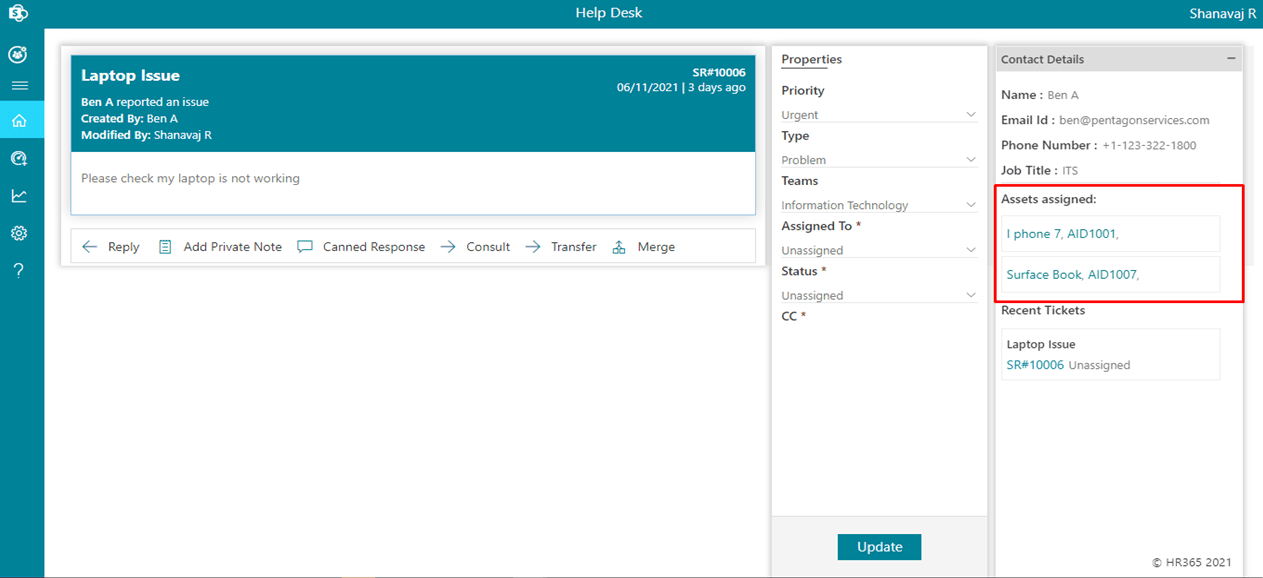 Help Desk
Shanavaj R
Laptop Issue
SR#10006
06/11/2021 | 3 days ago
Ben A reported an issue
Created By: Ben A
Modified By: Shanavaj R
Please check my laptop is not working
Reply Add Private Note Canned Response Consult Transfer Merge
Properties
Priority
Urgent
Type
Problem
Teams
Information Technology
Assigned To *
Unassigned
Status *
Unassigned
CC *
Update
Contact Details
Name : Ben A
Email Id : ben@pentagonservices.com
Phone Number : +1-123-322-1800
Job Title : ITS
Assets assigned:
I phone 7, AID1001,
Surface Book, AID1007,
Recent Tickets
Laptop Issue
SR#10006 Unassigned
© HR365 2021